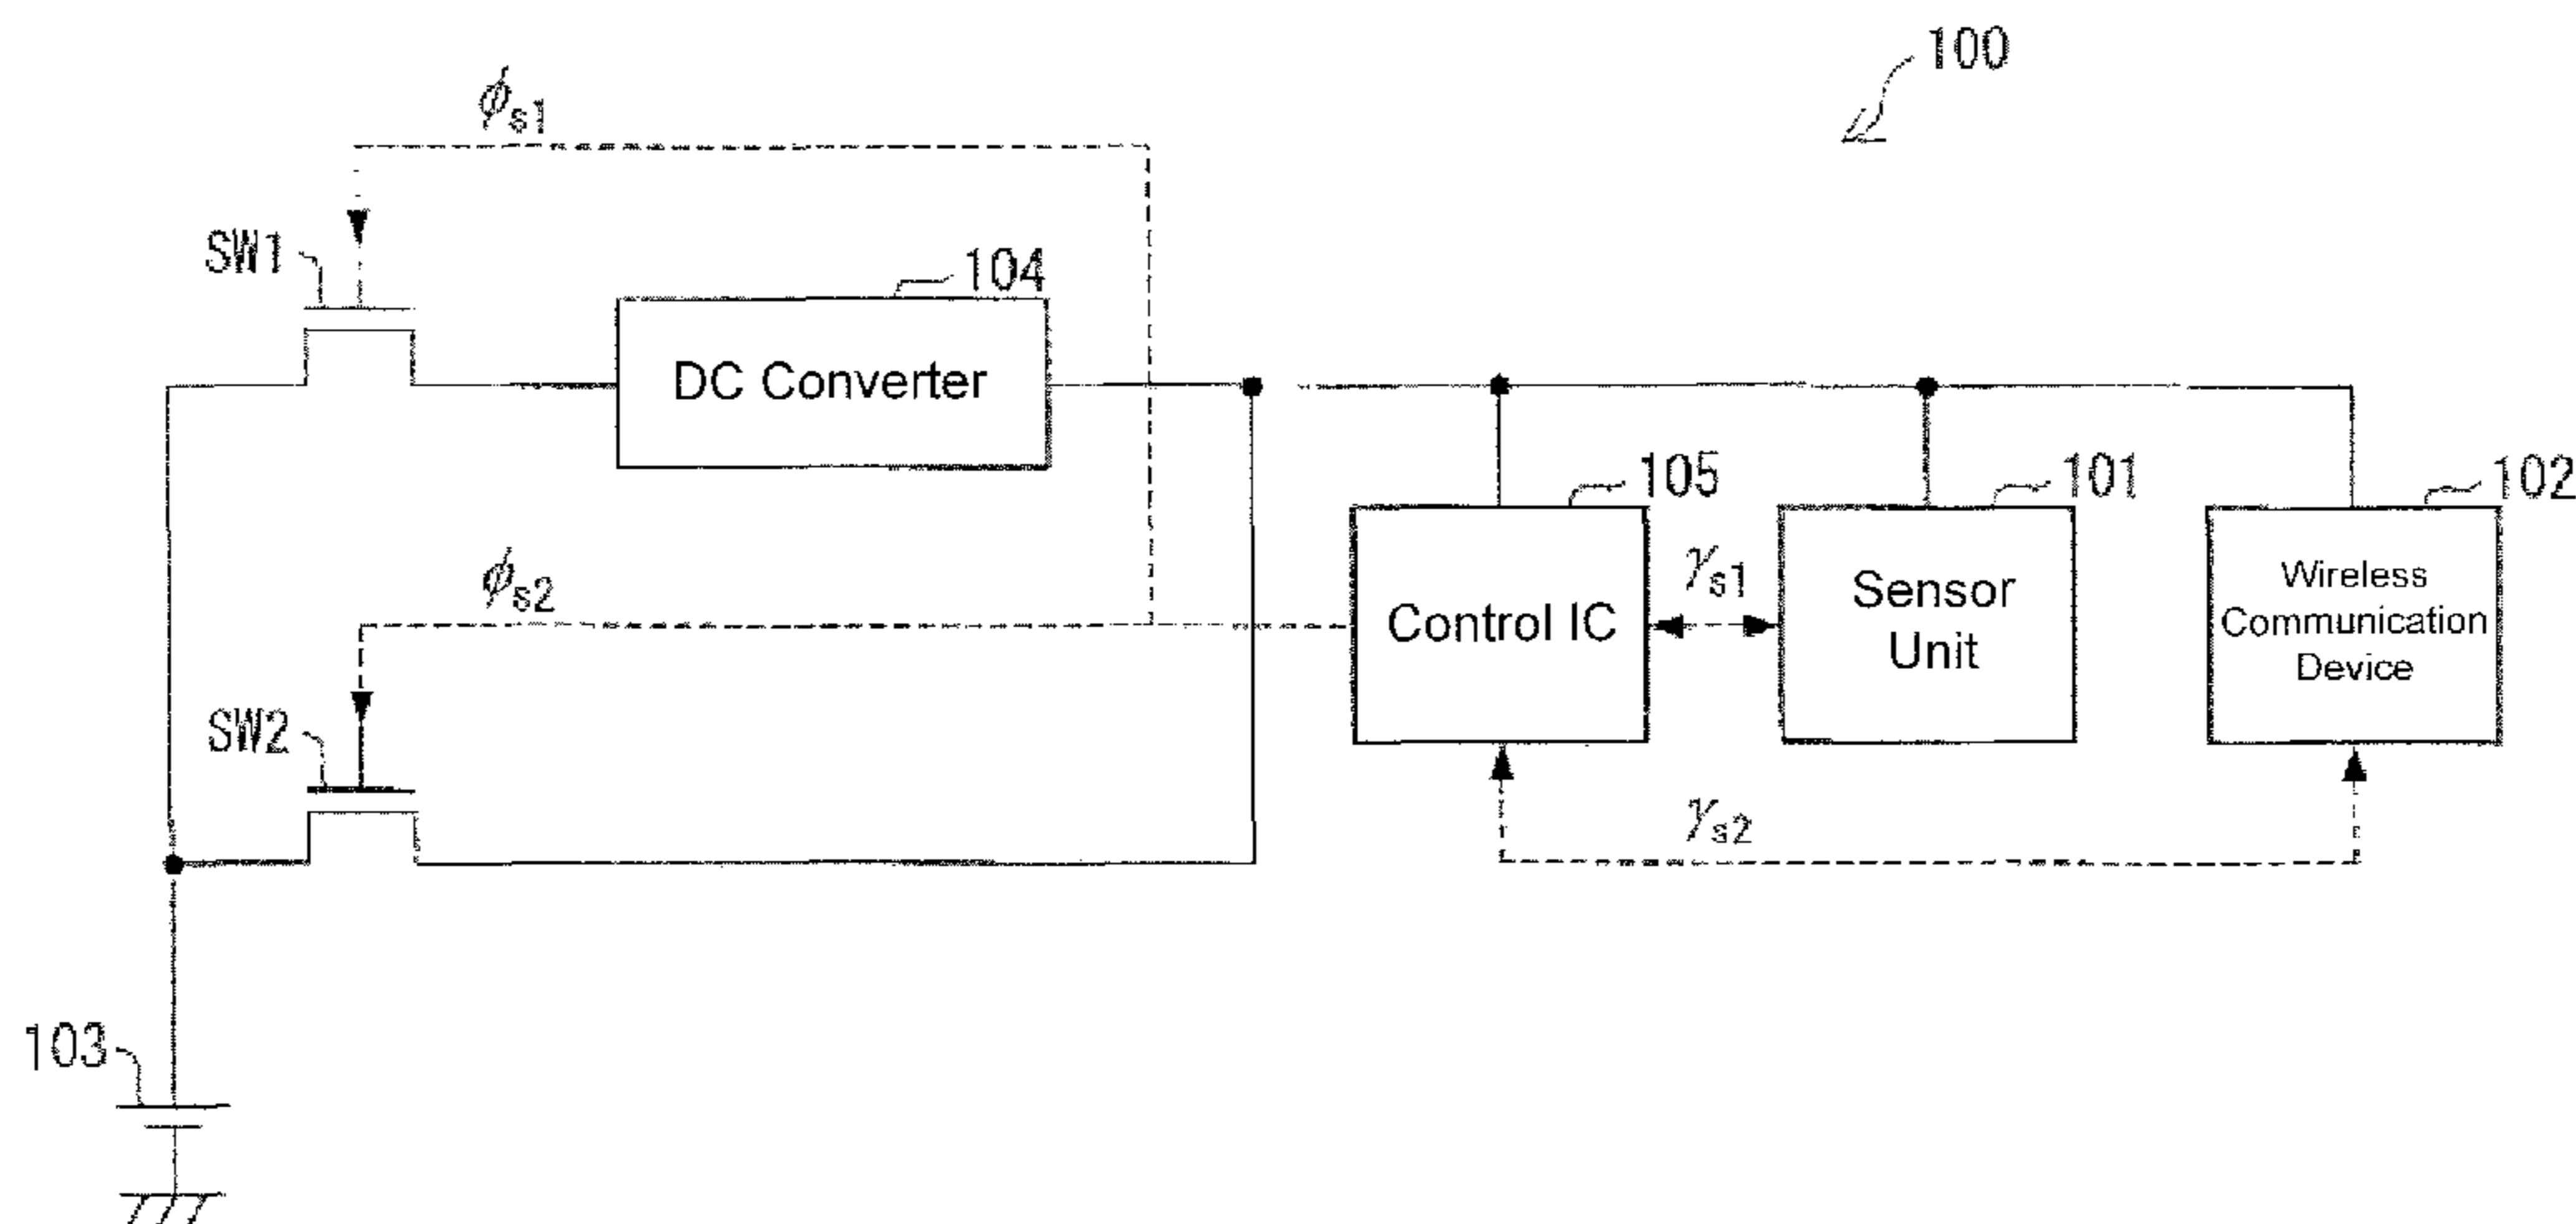 100
ϕs1
SW1
104
DC Converter
105
101
102
ϕs2
Control IC
γs1
Sensor
Unit
Wireless
Communication
Device
SW2
γs2
103